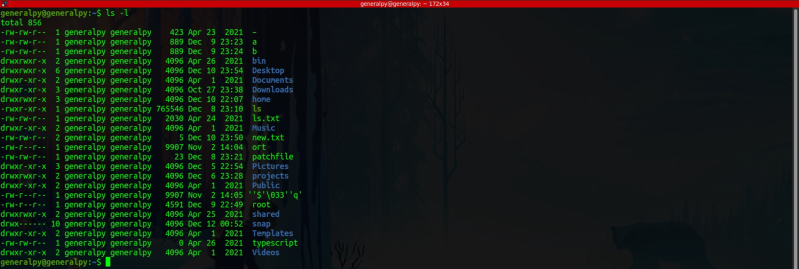 generalpy@generalpy: ~ 172x34
generalpy@generalpy:~$ ls -l
total 856
-rw-rw-r-- 1 generalpy generalpy 423 Apr 23 2021 -
-rw-rw-r-- 1 generalpy generalpy 889 Dec 9 23:23 a
-rw-rw-r-- 1 generalpy generalpy 889 Dec 9 23:24 b
drwxrwxr-x 2 generalpy generalpy 4096 Apr 26 2021 bin
drwxrwxr-x 6 generalpy generalpy 4096 Dec 10 23:54 Desktop
drwxr-xr-x 2 generalpy generalpy 4096 Apr 1 2021 Documents
drwxr-xr-x 3 generalpy generalpy 4096 Oct 27 23:38 Downloads
drwxrwxr-x 3 generalpy generalpy 4096 Dec 10 22:07 home
-rwxr-xr-x 1 generalpy generalpy 765546 Dec 8 23:10 ls
-rw-rw-r-- 1 generalpy generalpy 2030 Apr 24 2021 ls.txt
drwxr-xr-x 2 generalpy generalpy 4096 Apr 1 2021 Music
-rw-rw-r-- 2 generalpy generalpy 5 Dec 10 23:50 new.txt
-rw-r--r-- 1 generalpy generalpy 9907 Nov 2 14:04 ort
-rw-rw-r-- 1 generalpy generalpy 23 Dec 8 23:21 patchfile
drwxr-xr-x 3 generalpy generalpy 4096 Dec 5 22:54 Pictures
drwxrwxr-x 2 generalpy generalpy 4096 Dec 6 23:28 projects
drwxr-xr-x 2 generalpy generalpy 4096 Apr 1 2021 Public
-rw-r--r-- 1 generalpy generalpy 9907 Nov 2 14:05 ''$'\033''q'
-rw-r--r-- 1 generalpy generalpy 4591 Dec 9 22:49 root
drwxrwxr-x 2 generalpy generalpy 4096 Apr 25 2021 shared
drwx------ 10 generalpy generalpy 4096 Dec 12 00:52 snap
drwxr-xr-x 2 generalpy generalpy 4096 Apr 1 2021 Templates
-rw-rw-r-- 1 generalpy generalpy 0 Apr 26 2021 typescript
drwxr-xr-x 2 generalpy generalpy 4096 Apr 1 2021 Videos
generalpy@generalpy:~$